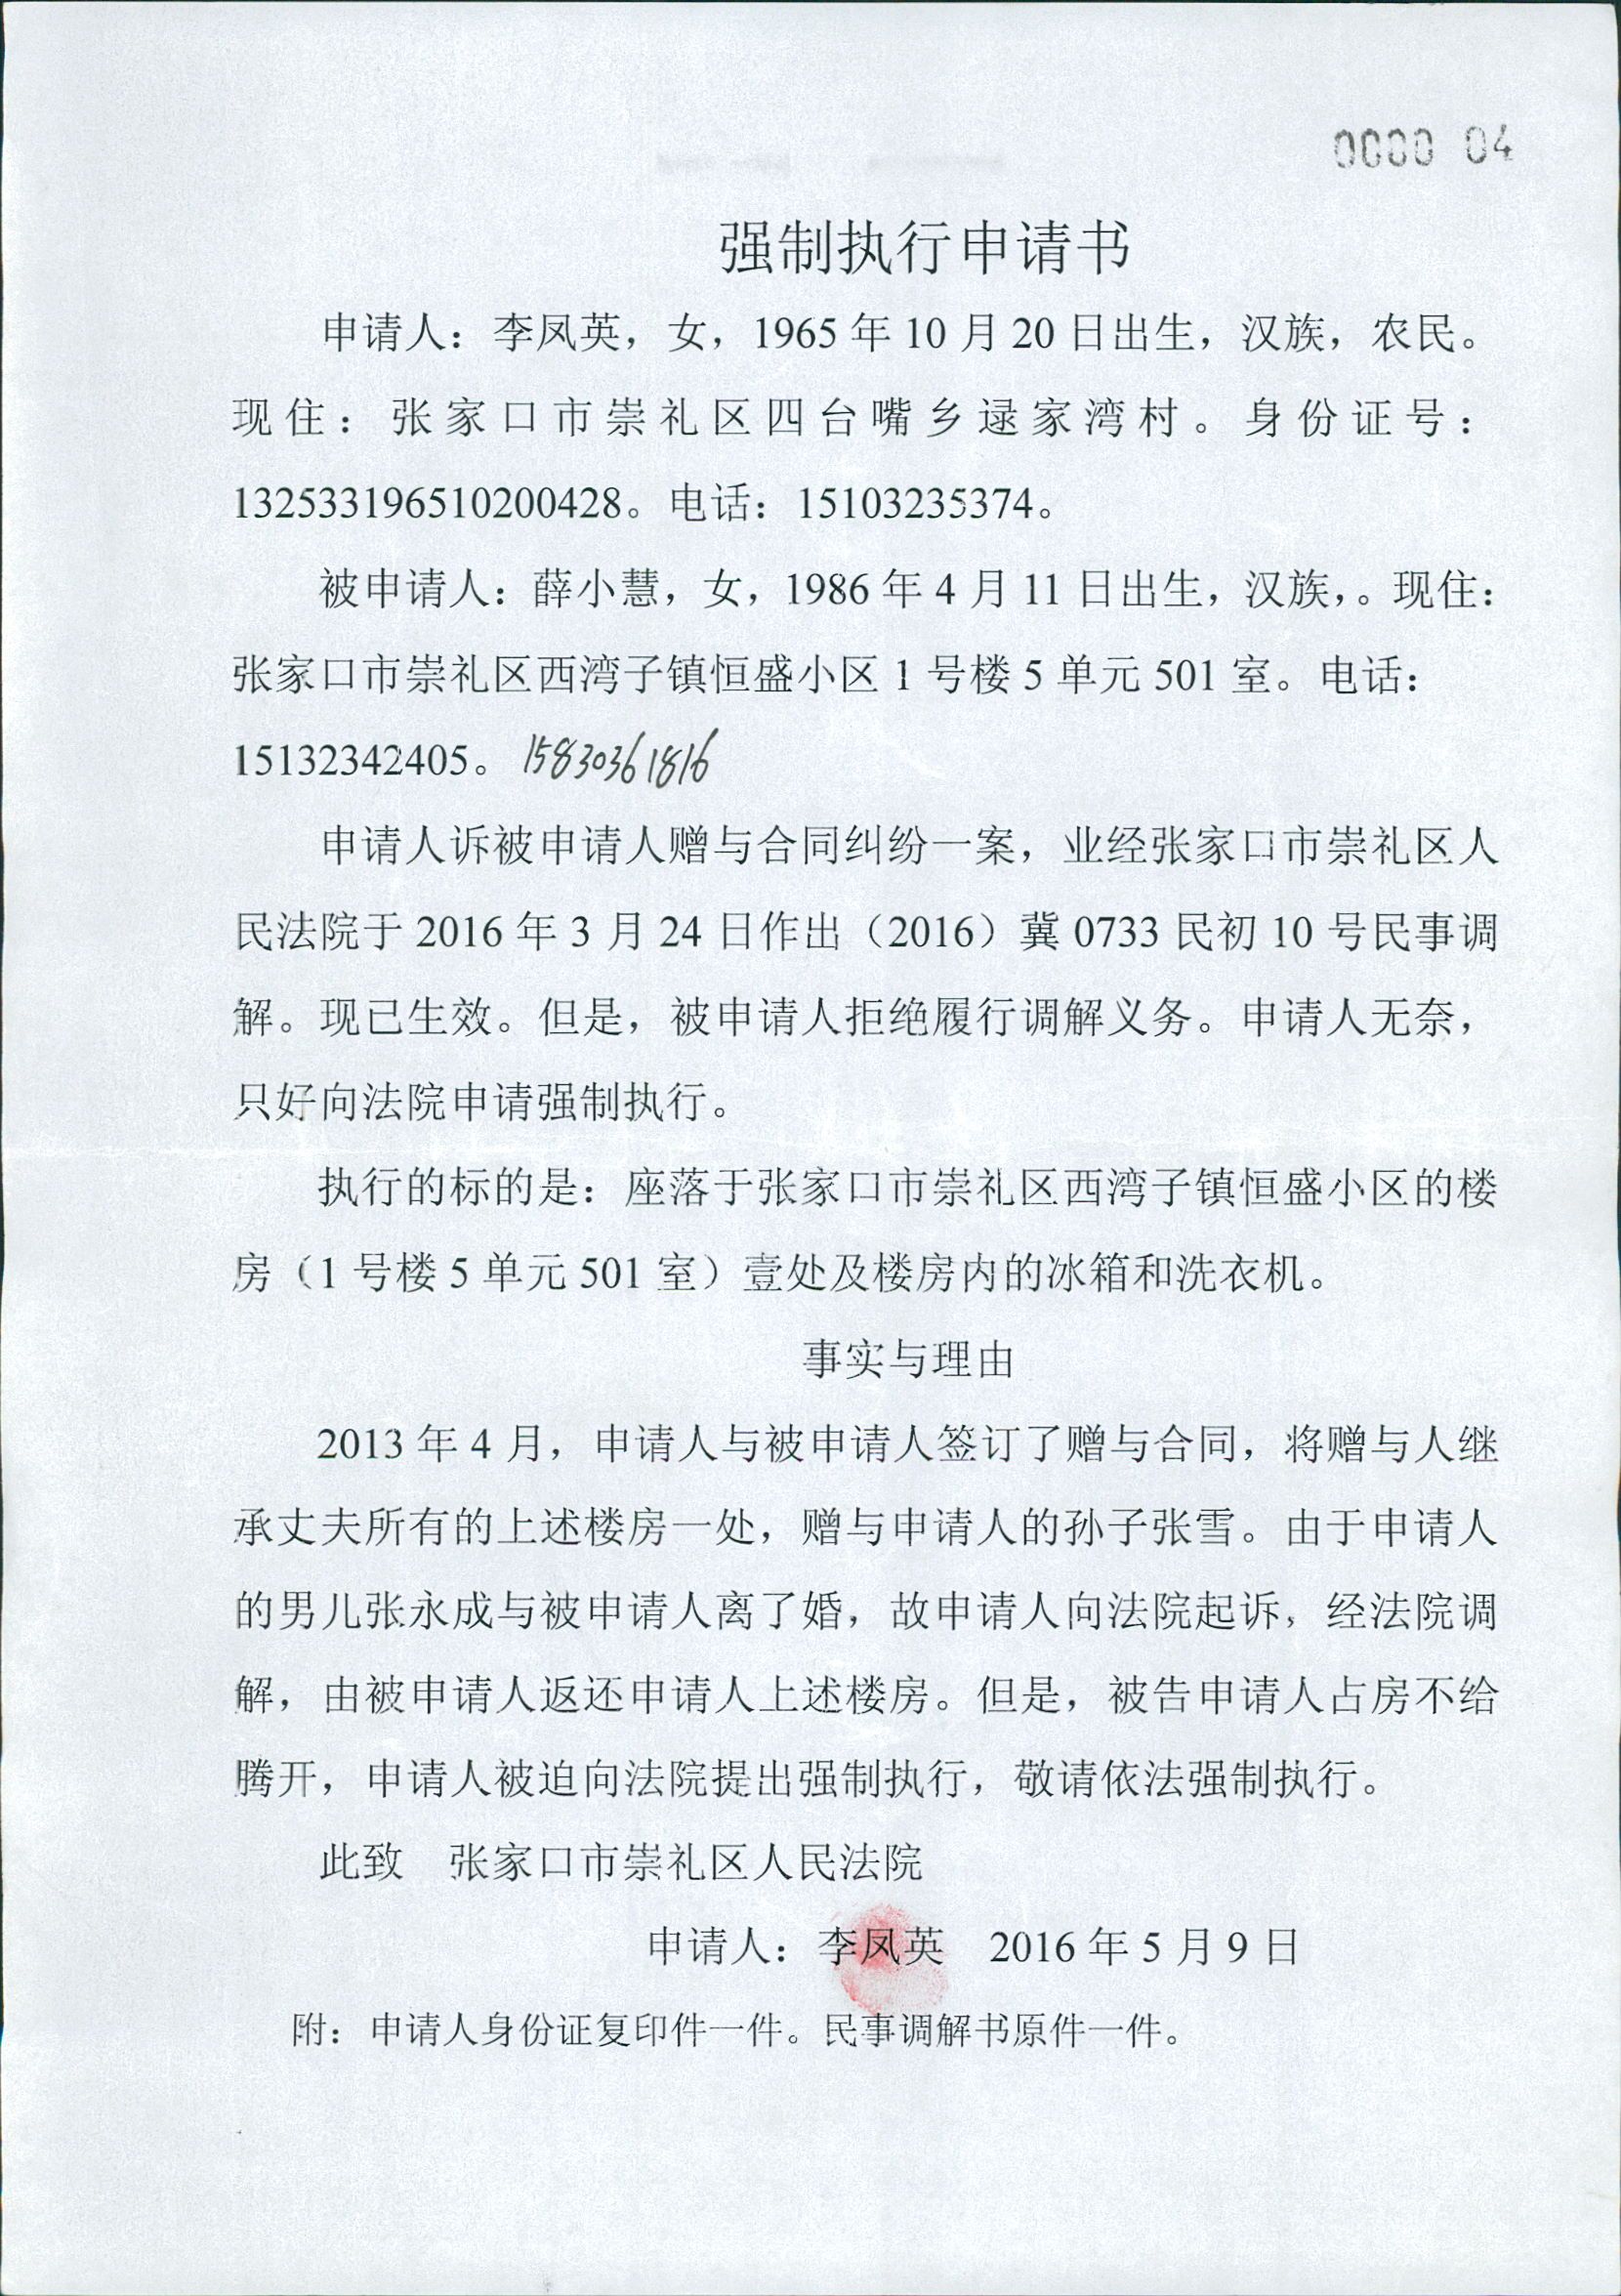 0000 04
强制执行申请书
申请人：李凤英，女，1965年10月20日出生，汉族，农民。
现住：张家口市崇礼区四台嘴乡逯家湾村。身份证号：
132533196510200428。电话：15103235374。
被申请人：薛小慧，女，1986年4月11日出生，汉族，。现住：
张家口市崇礼区西湾子镇恒盛小区1号楼5单元501室。电话：
15132342405。15830361816
申请人诉被申请人赠与合同纠纷一案，业经张家口市崇礼区人
民法院于2016年3月24日作出（2016）冀0733民初10号民事调
解。现已生效。但是，被申请人拒绝履行调解义务。申请人无奈，
只好向法院申请强制执行。
执行的标的是：座落于张家口市崇礼区西湾子镇恒盛小区的楼
房（1号楼5单元501室）壹处及楼房内的冰箱和洗衣机。
事实与理由
2013年4月，申请人与被申请人签订了赠与合同，将赠与人继
承丈夫所有的上述楼房一处，赠与申请人的孙子张雪。由于申请人
的男儿张永成与被申请人离了婚，故申请人向法院起诉，经法院调
解，由被申请人返还申请人上述楼房。但是，被告申请人占房不给
腾开，申请人被迫向法院提出强制执行，敬请依法强制执行。
此致 张家口市崇礼区人民法院
申请人：李凤英 2016年5月9日
附：申请人身份证复印件一件。民事调解书原件一件。